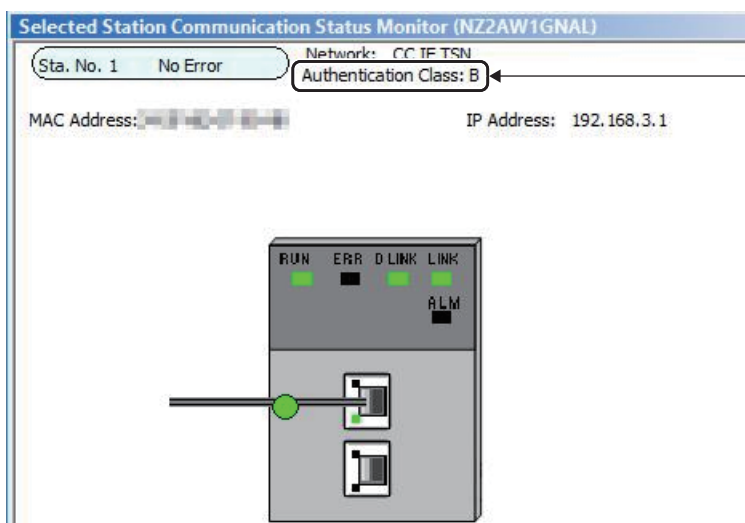 Selected Station Communication Status Monitor (NZ2AW1GNAL)
Sta. No. 1 No Error
Network: CC IE TSN
Authentication Class: B
MAC Address:
IP Address: 192.168.3.1
RUN ERR D LINK LINK
ALM